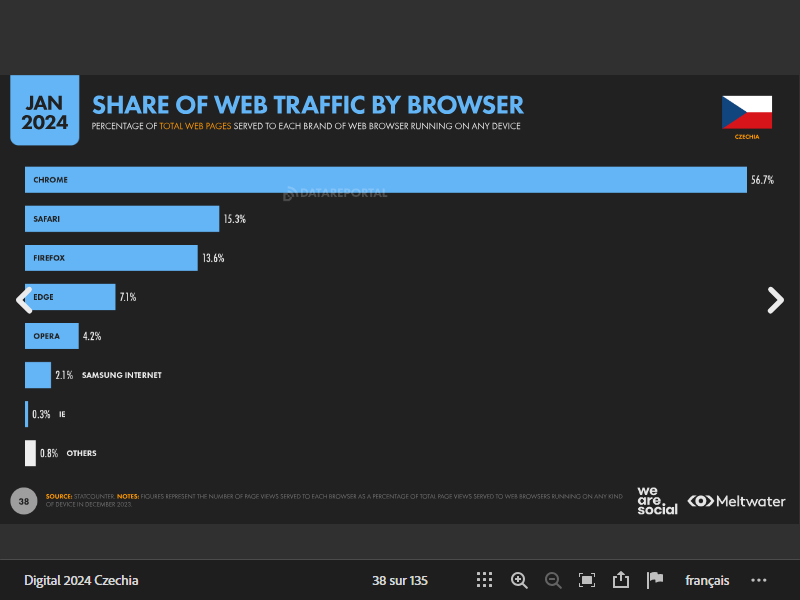 JAN
2024
SHARE OF WEB TRAFFIC BY BROWSER
PERCENTAGE OF TOTAL WEB PAGES SERVED TO EACH BRAND OF WEB BROWSER RUNNING ON ANY DEVICE
CZECHIA
CHROME 56.7%
DATAREPORTAL
SAFARI 15.3%
FIREFOX 13.6%
EDGE 7.1%
OPERA 4.2%
2.1% SAMSUNG INTERNET
0.3% IE
0.8% OTHERS
38
SOURCE: STATCOUNTER. NOTES: FIGURES REPRESENT THE NUMBER OF PAGE VIEWS SERVED TO EACH BROWSER AS A PERCENTAGE OF TOTAL PAGE VIEWS SERVED TO WEB BROWSERS RUNNING ON ANY KIND
OF DEVICE IN DECEMBER 2023.
we
are
social
Meltwater
Digital 2024 Czechia
38 sur 135
français